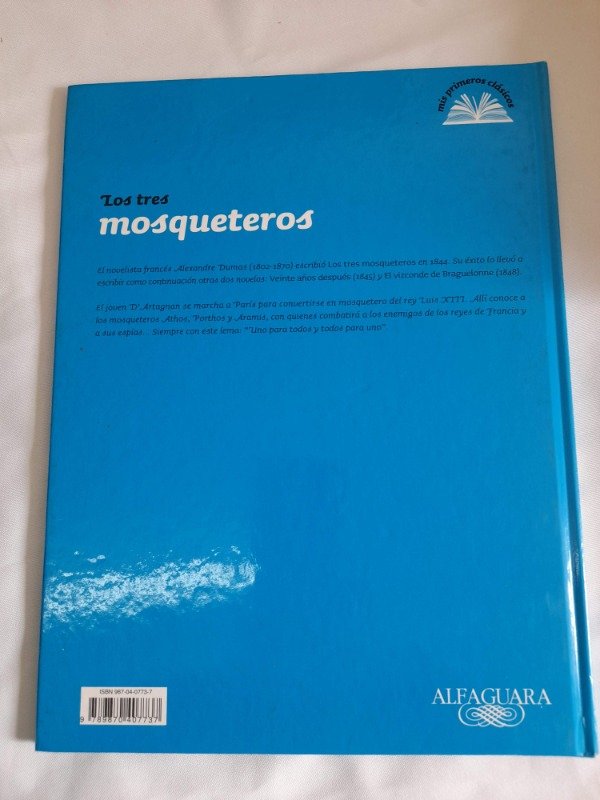 mis primeros clásicos
Los tres
mosqueteros
El novelista francés Alexandre Dumas (1802-1870) escribió Los tres mosqueteros en 1844. Su éxito lo llevó a
escribir como continuación otras dos novelas: Veinte años después (1845) y El vizconde de Braguelonne (1848).
El joven D'Artagnan se marcha a París para convertirse en mosquetero del rey Luis XIII. Allí conoce a
los mosqueteros Athos, Porthos y Aramis, con quienes combatirá a los enemigos de los reyes de Francia y
a sus espías... Siempre con este lema: "Uno para todos y todos para uno".
ISBN 987-04-0773-7
9 789870 407737
ALFAGUARA